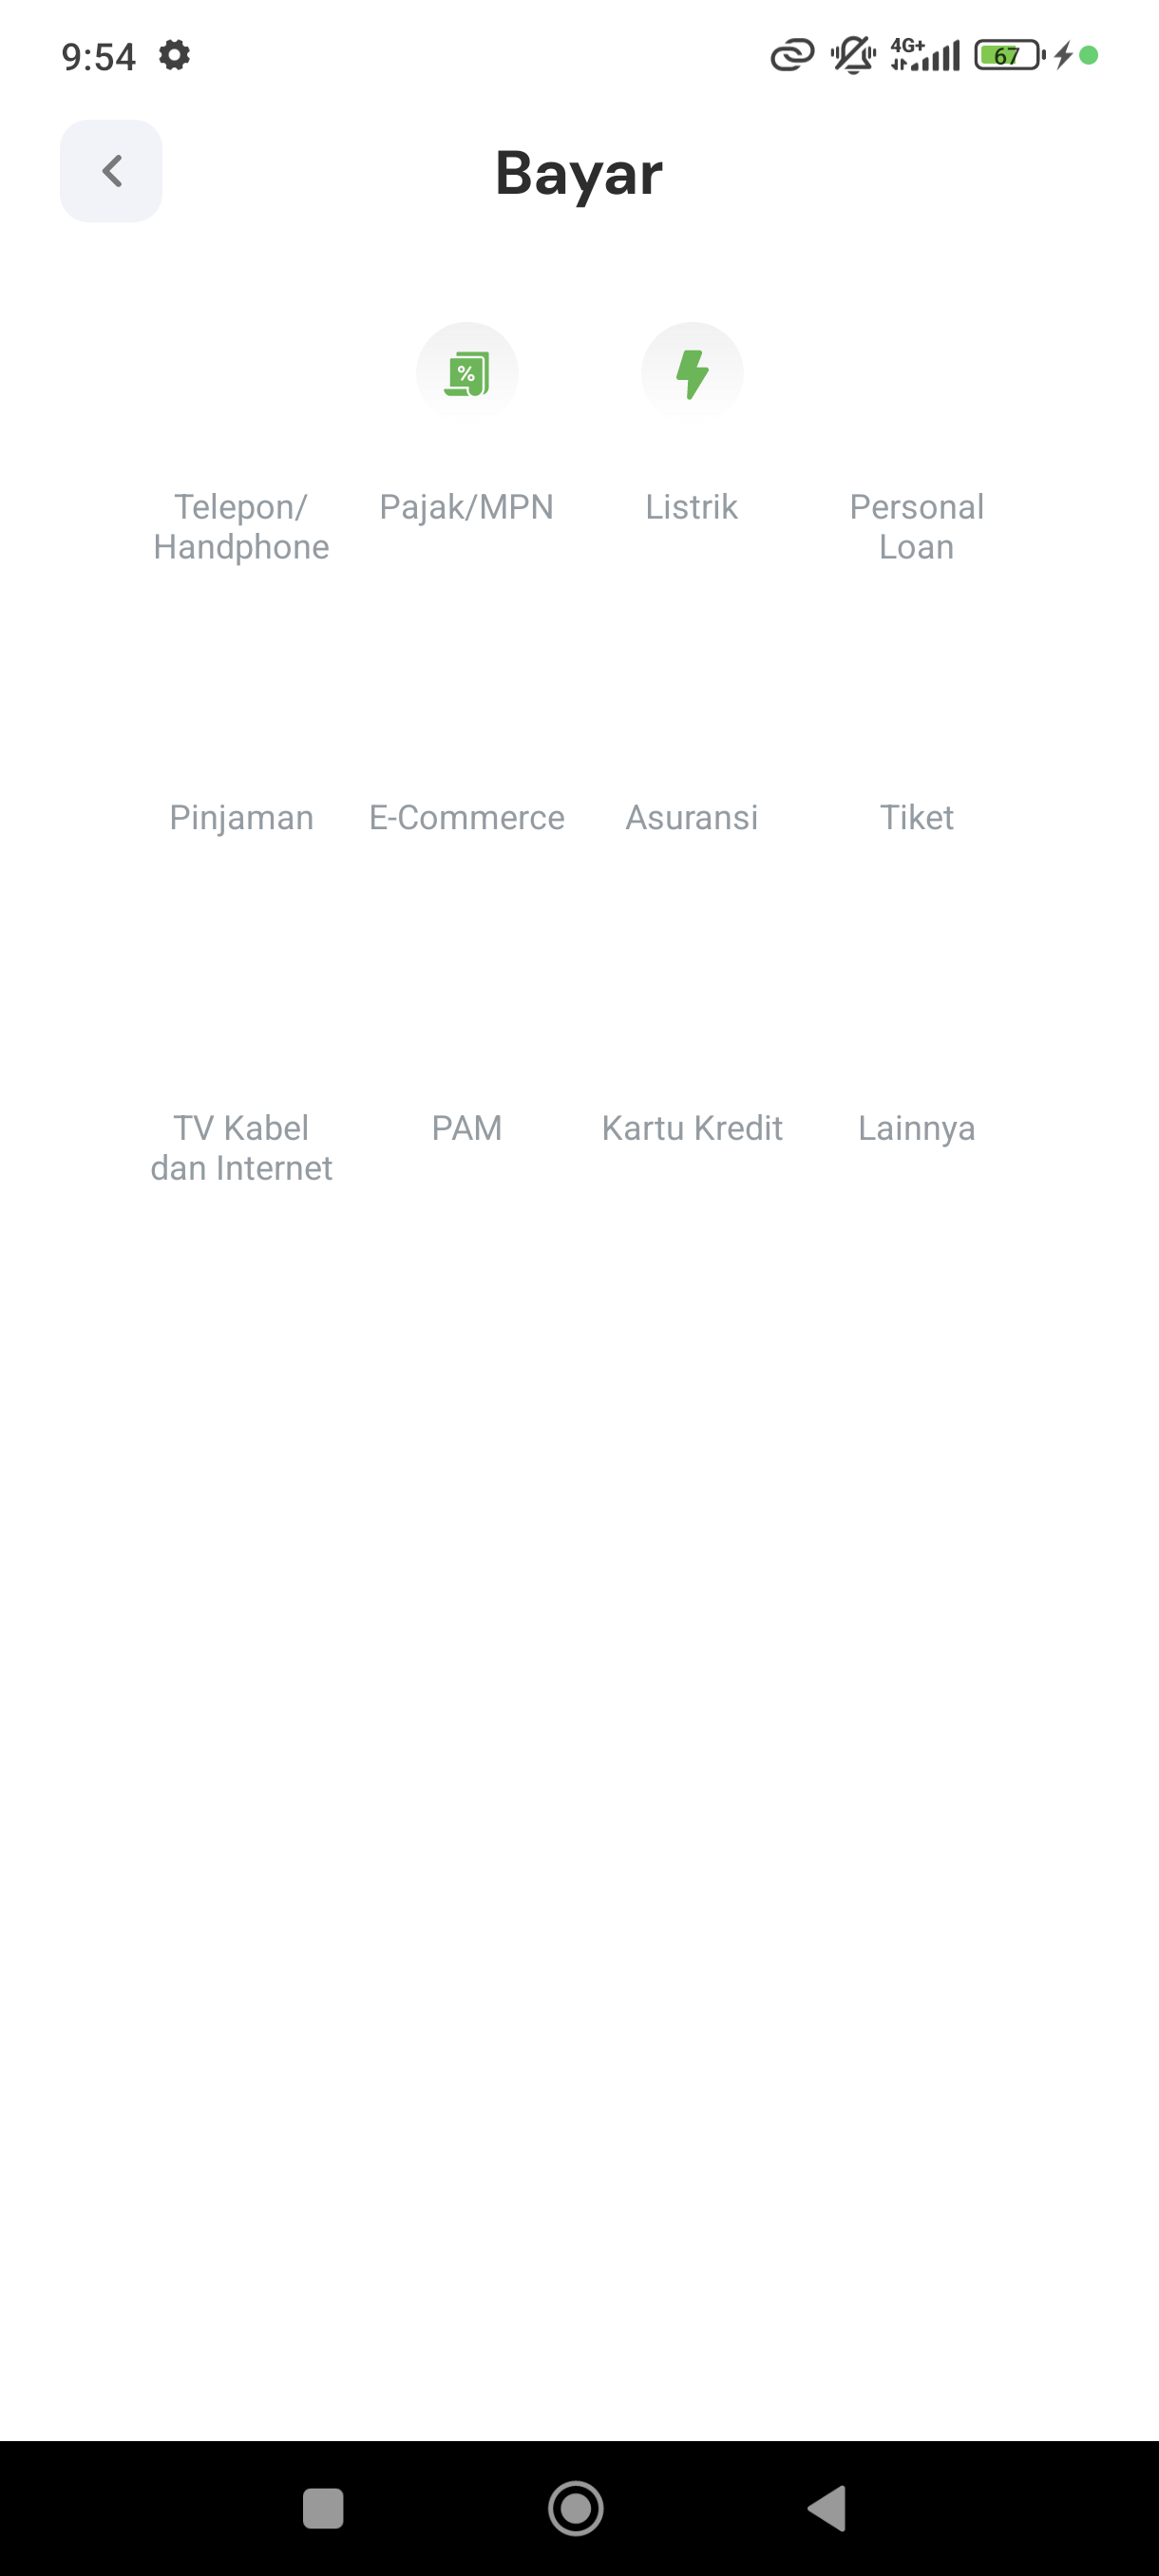 9:54
4G+
67
Bayar
%
Telepon/
Handphone
Pajak/MPN
Listrik
Personal
Loan
Pinjaman
E-Commerce
Asuransi
Tiket
TV Kabel
dan Internet
PAM
Kartu Kredit
Lainnya